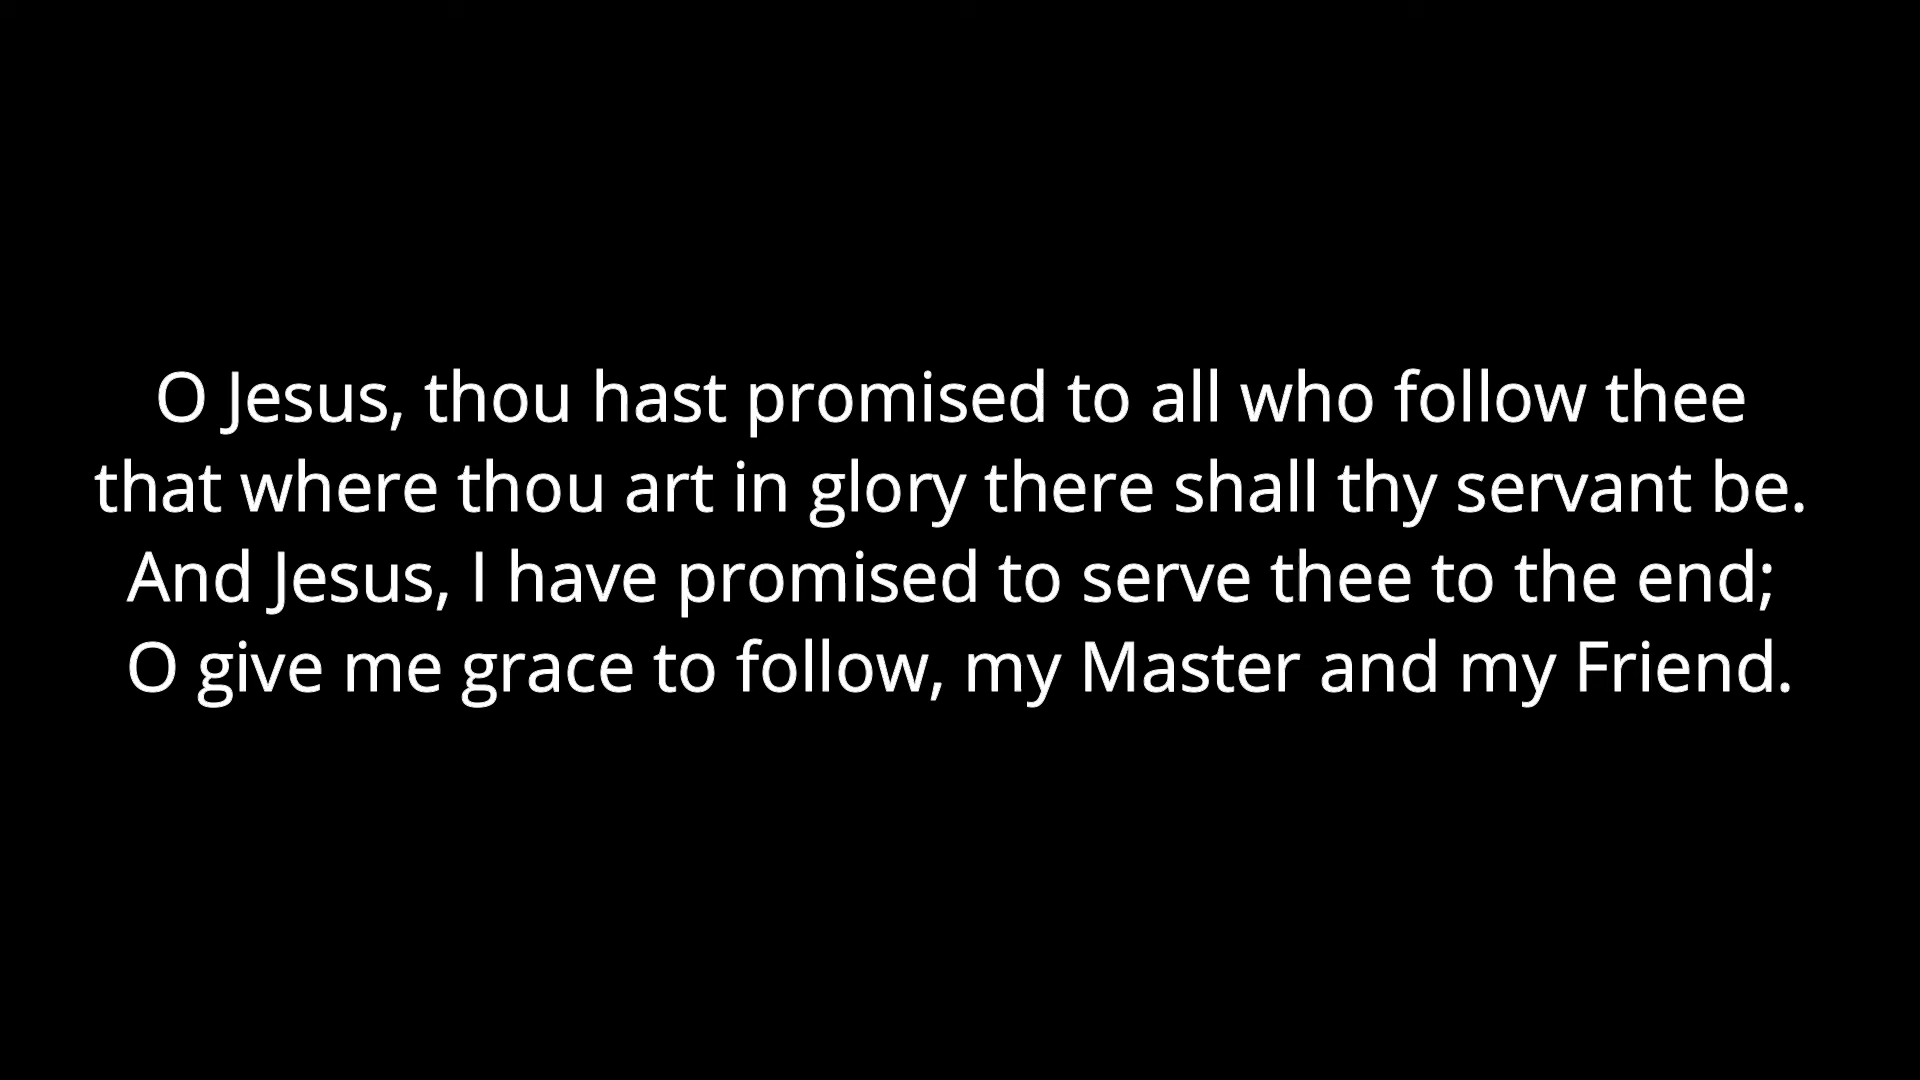 O Jesus, thou hast promised to all who follow thee
that where thou art in glory there shall thy servant be.
And Jesus, I have promised to serve thee to the end;
O give me grace to follow, my Master and my Friend.